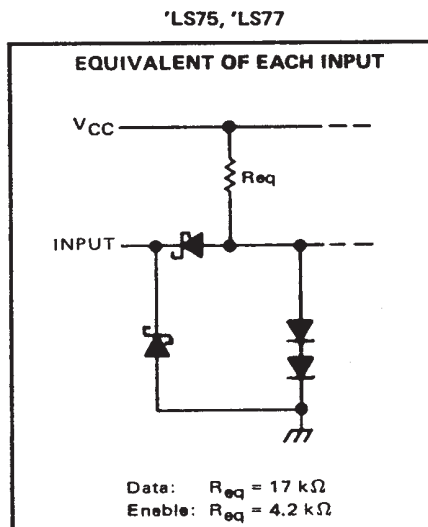 'LS75, 'LS77
EQUIVALENT OF EACH INPUT
VCC
Req
INPUT
Data: Req = 17 kΩ
Enable: Req = 4.2 kΩ